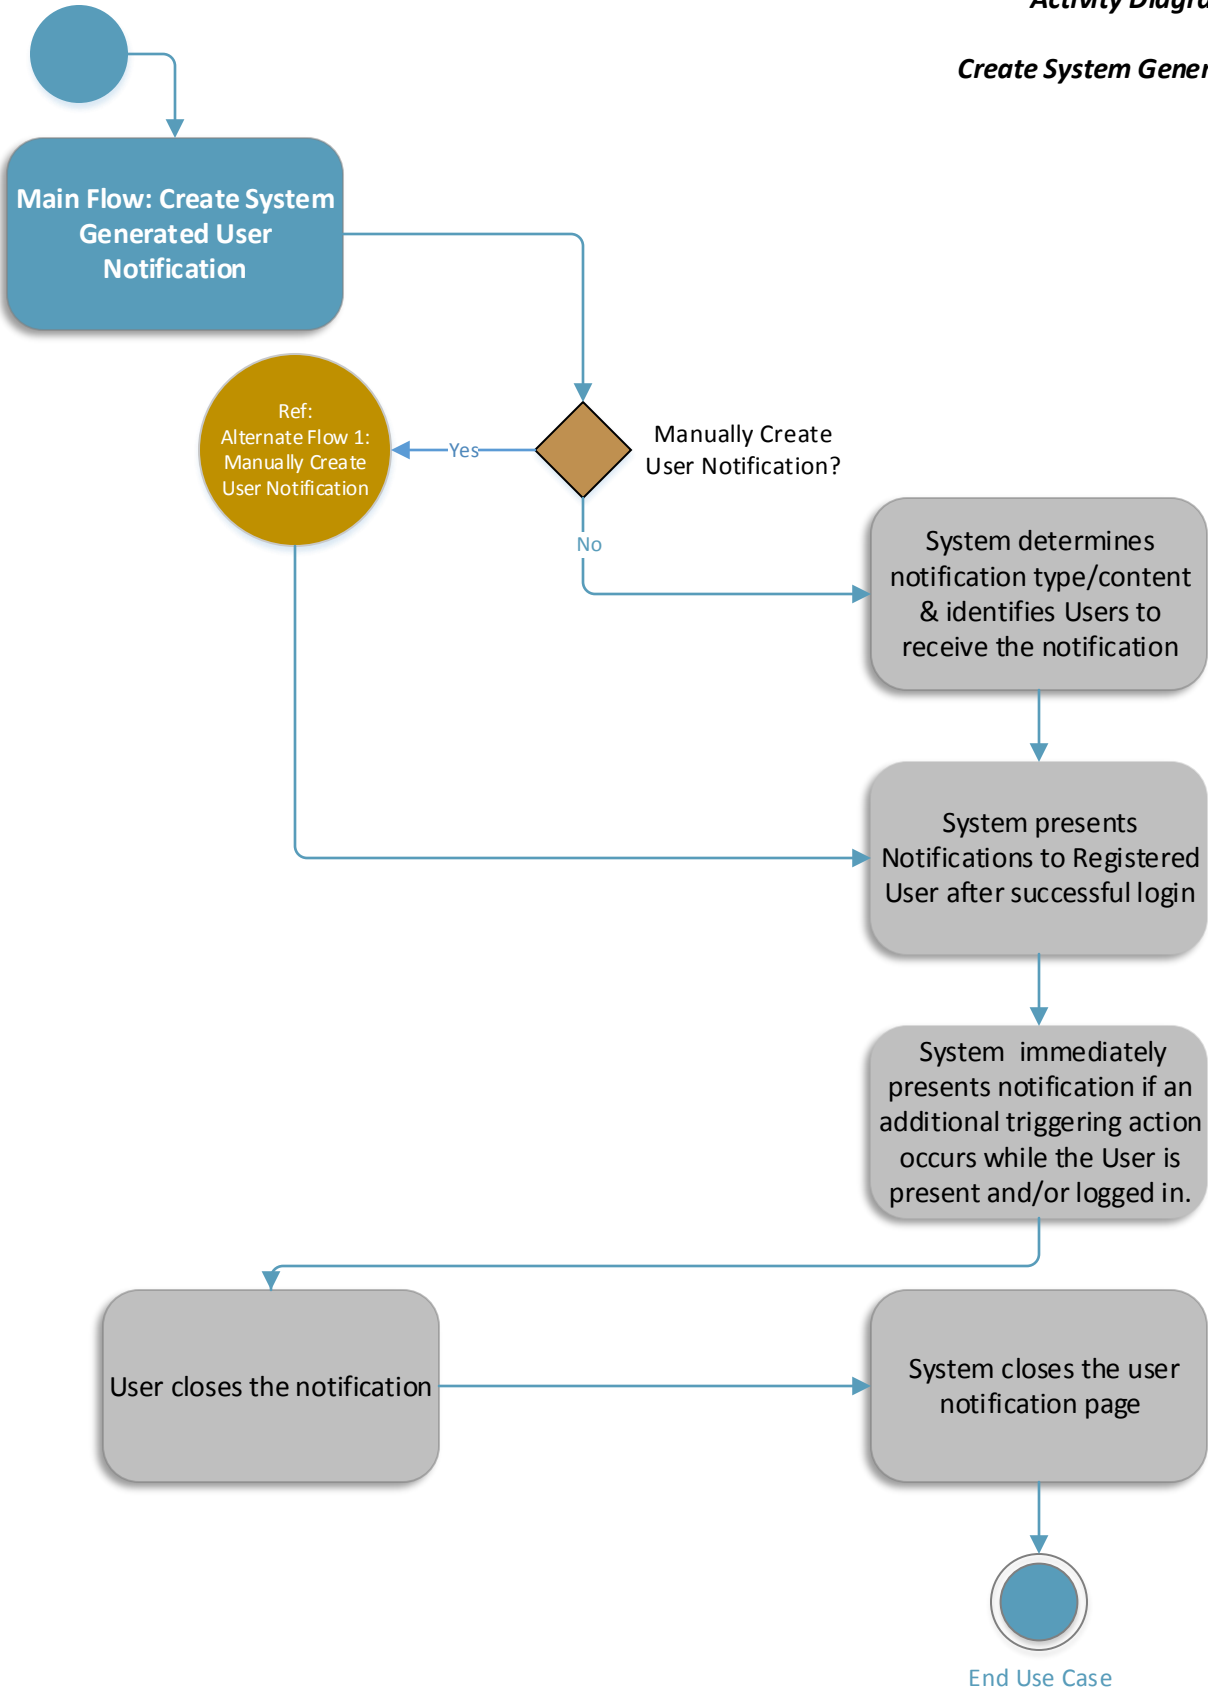 Activity
Create System
Main Flow: Create System
Generated User
Notification
Ref:
Alternate Flow 1:
Manually Create
User Notification
Yes
Manually Create
User Notification?
No
System determines
notification type/content
& identifies Users to
receive the notification
System presents
Notifications to Registered
User after successful login
System immediately
presents notification if an
additional triggering action
occurs while the User is
present and/or logged in.
User closes the notification
System closes the user
notification page
End Use Case